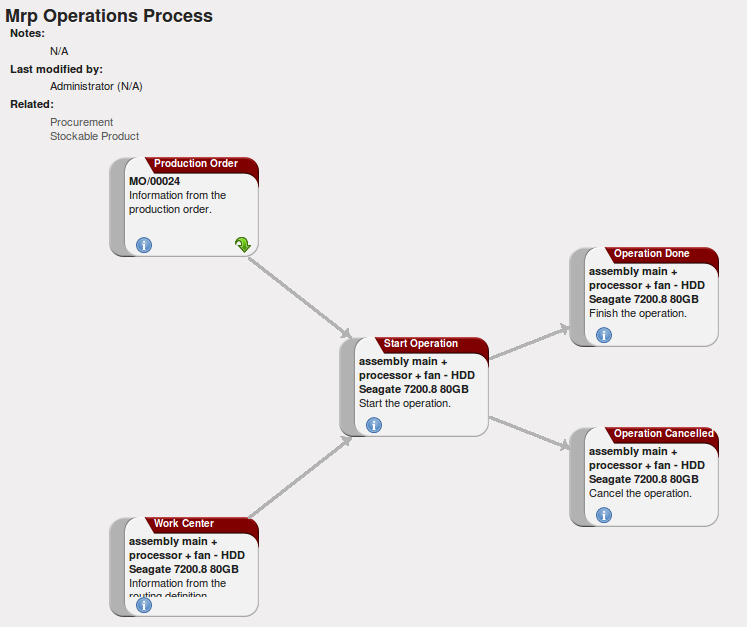 Mrp Operations Process
Notes:
N/A
Last modified by:
Administrator (N/A)
Related:
Procurement
Stockable Product
Production Order
MO/00024
Information from the
production order.
Operation Done
assembly main +
processor + fan - HDD
Seagate 7200.8 80GB
Finish the operation.
Start Operation
assembly main +
processor + fan - HDD
Seagate 7200.8 80GB
Start the operation.
Operation Cancelled
assembly main +
processor + fan - HDD
Seagate 7200.8 80GB
Cancel the operation.
Work Center
assembly main +
processor + fan - HDD
Seagate 7200.8 80GB
Information from the
routing definition.